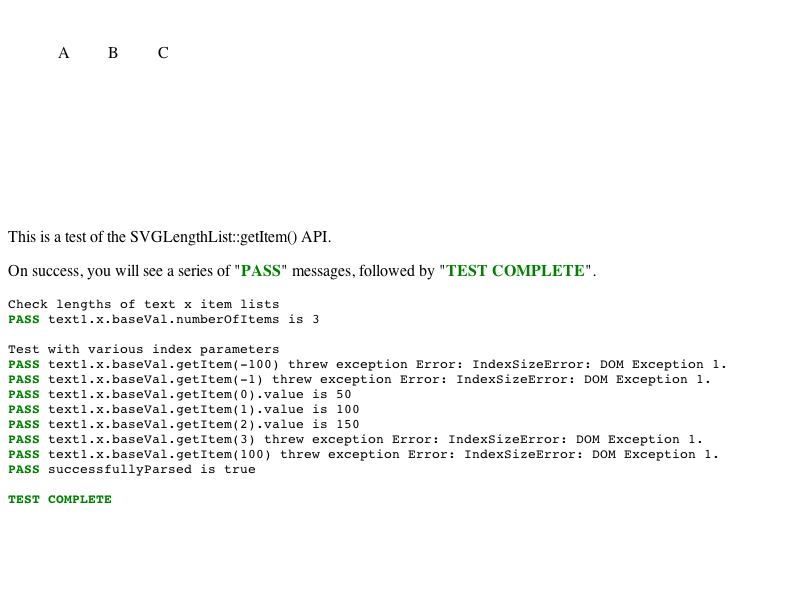 A B C
This is a test of the SVGLengthList::getItem() API.
On success, you will see a series of "PASS" messages, followed by "TEST COMPLETE".
Check lengths of text x item lists
PASS text1.x.baseVal.numberOfItems is 3
Test with various index parameters
PASS text1.x.baseVal.getItem(-100) threw exception Error: IndexSizeError: DOM Exception 1.
PASS text1.x.baseVal.getItem(-1) threw exception Error: IndexSizeError: DOM Exception 1.
PASS text1.x.baseVal.getItem(0).value is 50
PASS text1.x.baseVal.getItem(1).value is 100
PASS text1.x.baseVal.getItem(2).value is 150
PASS text1.x.baseVal.getItem(3) threw exception Error: IndexSizeError: DOM Exception 1.
PASS text1.x.baseVal.getItem(100) threw exception Error: IndexSizeError: DOM Exception 1.
PASS successfullyParsed is true
TEST COMPLETE